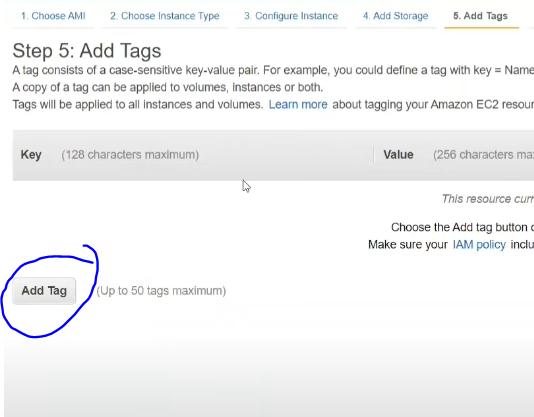 1. Choose AMI 2. Choose Instance Type 3. Configure Instance 4. Add Storage 5. Add Tags
Step 5: Add Tags
A tag consists of a case-sensitive key-value pair. For example, you could define a tag with key = Name
A copy of a tag can be applied to volumes, instances or both.
Tags will be applied to all instances and volumes. Learn more about tagging your Amazon EC2 resour
Key (128 characters maximum) Value (256 characters ma
This resource curr
Choose the Add tag button o
Make sure your IAM policy inclu
Add Tag (Up to 50 tags maximum)